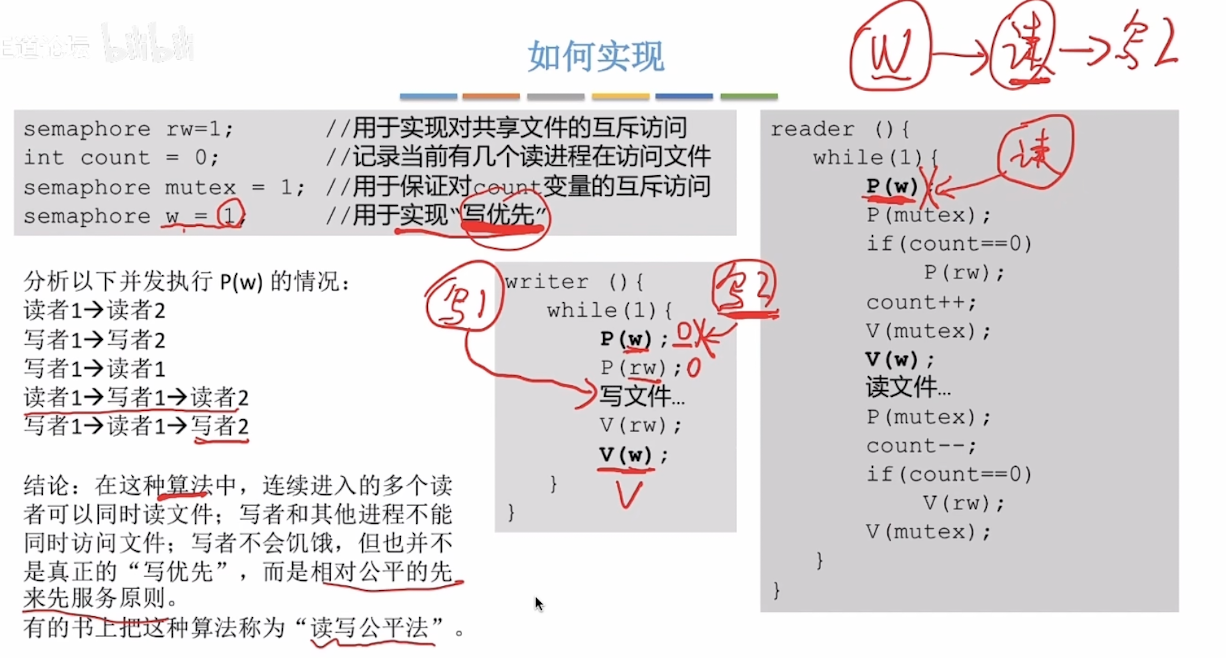 如何实现
W → 读 → 写2
semaphore rw=1; //用于实现对共享文件的互斥访问
int count = 0; //记录当前有几个读进程在访问文件
semaphore mutex = 1; //用于保证对count变量的互斥访问
semaphore w = 1; //用于实现“写优先”
分析以下并发执行 P(w) 的情况：
读者1→读者2
写者1→写者2
写者1→读者1
读者1→写者1→读者2
写者1→读者1→写者2
结论：在这种算法中，连续进入的多个读
者可以同时读文件；写者和其他进程不能
同时访问文件；写者不会饥饿，但也并不
是真正的“写优先”，而是相对公平的先
来先服务原则。
有的书上把这种算法称为“读写公平法”。
写1
写2
writer (){
while(1){
P(w); 0
P(rw); 0
写文件…
V(rw);
V(w);
V
}
}
reader (){
while(1){
读
P(w);
P(mutex);
if(count==0)
P(rw);
count++;
V(mutex);
V(w);
读文件…
P(mutex);
count--;
if(count==0)
V(rw);
V(mutex);
}
}